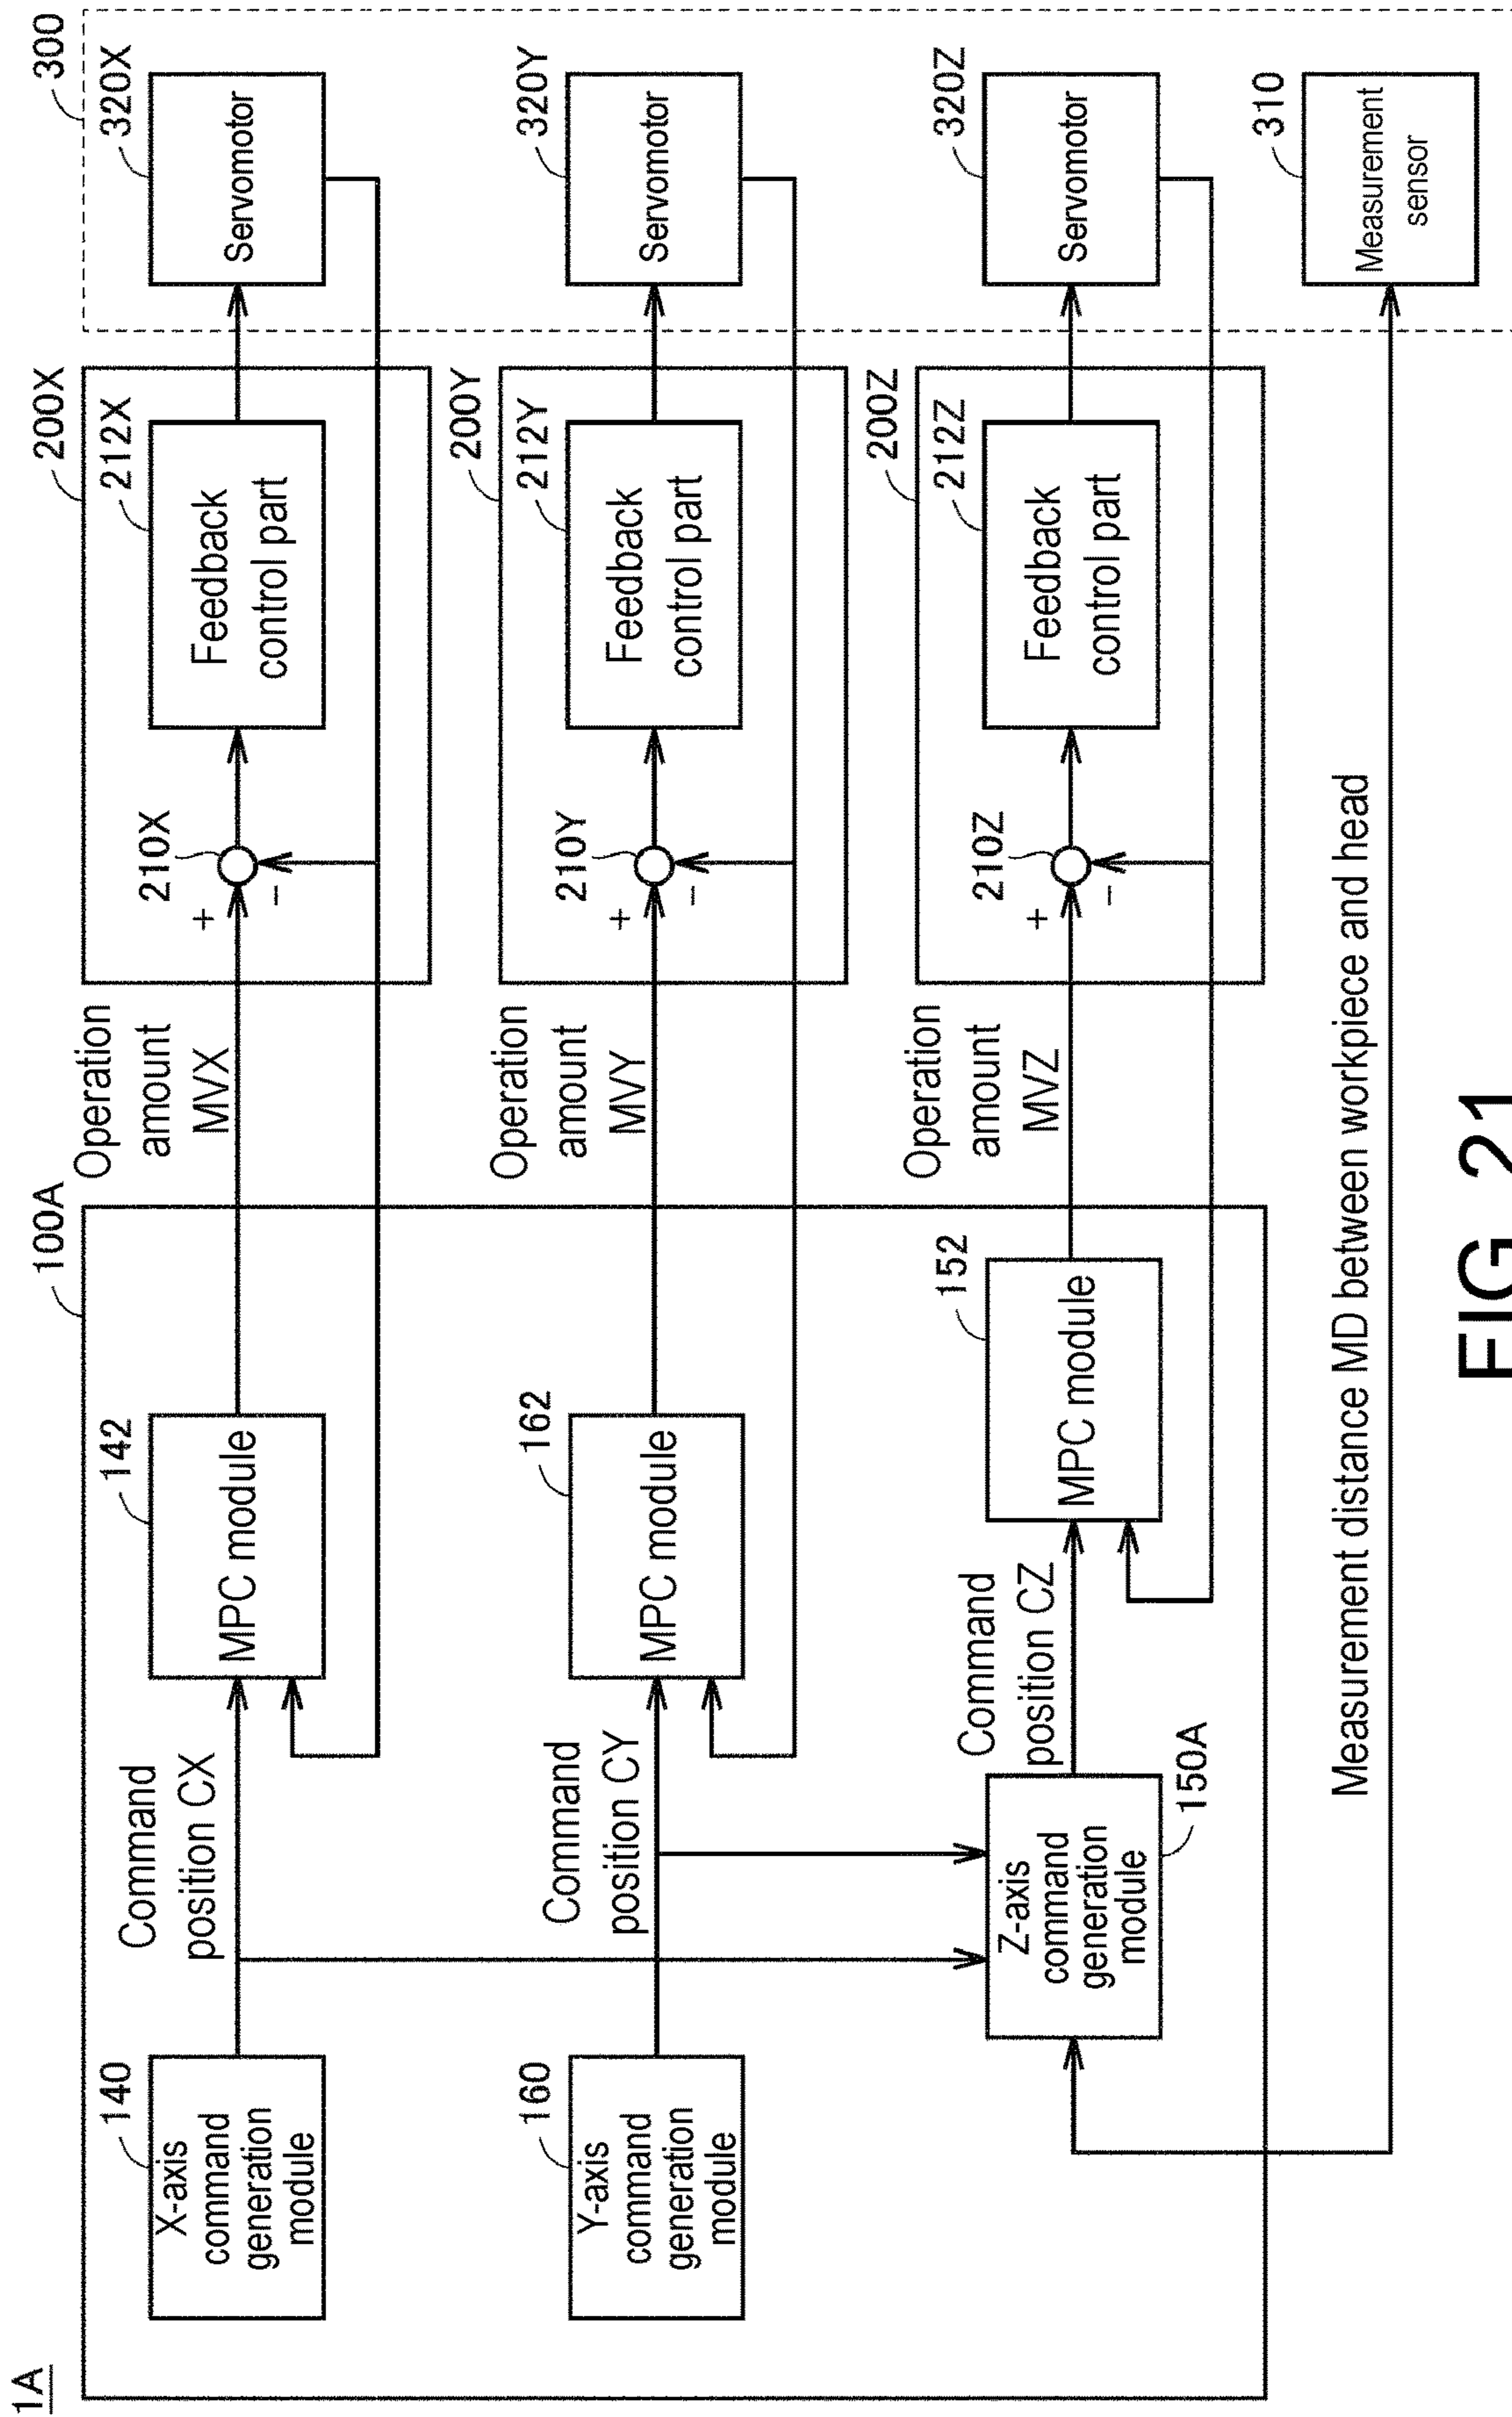 1A
100A
200X
300
140
X-axis
command
generation
module
Command
position CX
142
MPC module
Operation
amount
MVX
210X
+
−
212X
Feedback
control part
320X
Servomotor
160
Y-axis
command
generation
module
Command
position CY
162
MPC module
Operation
amount
MVY
200Y
210Y
+
−
212Y
Feedback
control part
320Y
Servomotor
Z-axis
command
generation
module
150A
Command
position CZ
152
MPC module
Operation
amount
MVZ
200Z
210Z
+
−
212Z
Feedback
control part
320Z
Servomotor
310
Measurement
sensor
Measurement distance MD between workpiece and head
FIG. 21